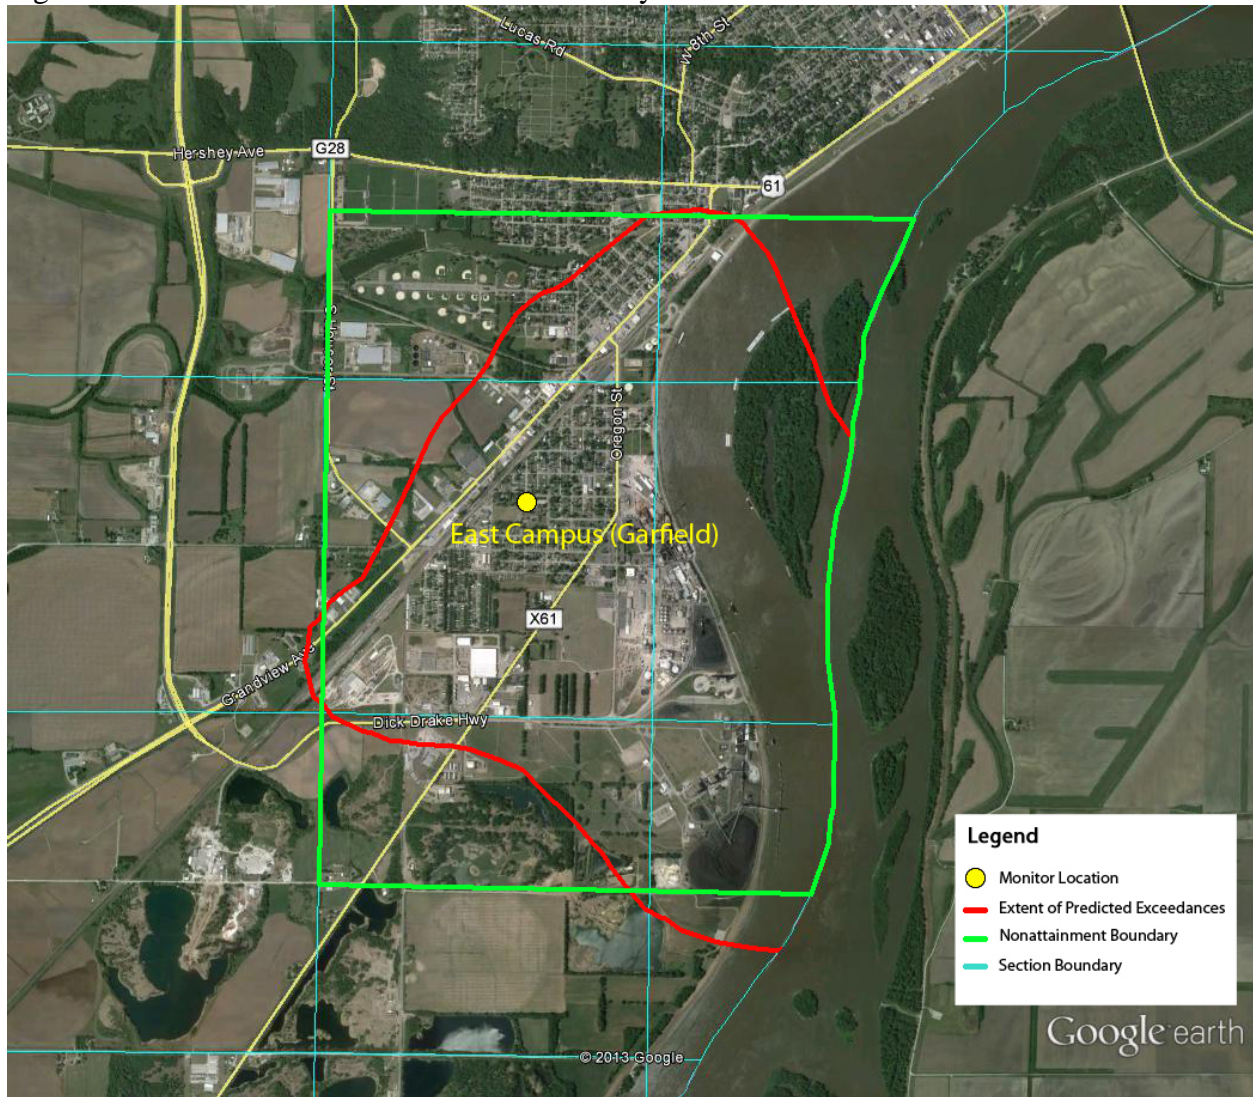 Lucas Rd
W 8th St
Hershey Ave
G28
61
Oregon St
East Campus (Garfield)
X61
Grandview Ave
Dick Drake Hwy
Legend
Monitor Location
Extent of Predicted Exceedances
Nonattainment Boundary
Section Boundary
© 2013 Google
Google earth